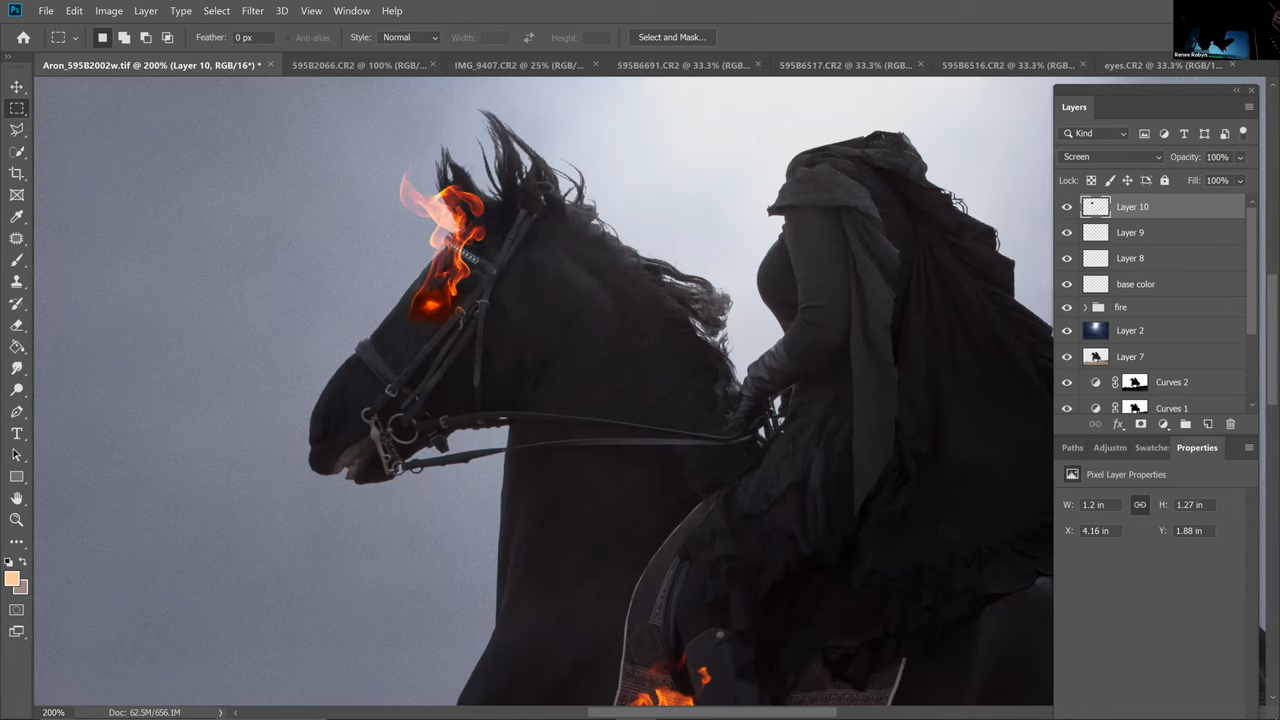 Ps File Edit Image Layer Type Select Filter 3D View Window Help
Renee Robyn
Feather: 0 px Anti-alias Style: Normal Width: Height: Select and Mask...
Aron_595B2002w.tif @ 200% (Layer 10, RGB/16*) * × 595B2066.CR2 @ 100% (RGB/... × IMG_9407.CR2 @ 25% (RGB/... × 595B6691.CR2 @ 33.3% (RGB... × 595B6517.CR2 @ 33.3% (RGB/... × 595B6516.CR2 @ 33.3% (RGB/... × eyes.CR2 @ 33.3% (RGB/1... ×
Layers
Kind
Screen Opacity: 100%
Lock: Fill: 100%
Layer 10
Layer 9
Layer 8
base color
fire
Layer 2
Layer 7
Curves 2
Curves 1
fx
Paths Adjustm Swatche Properties
Pixel Layer Properties
W: 1.2 in H: 1.27 in
X: 4.16 in Y: 1.88 in
200% Doc: 62.5M/656.1M